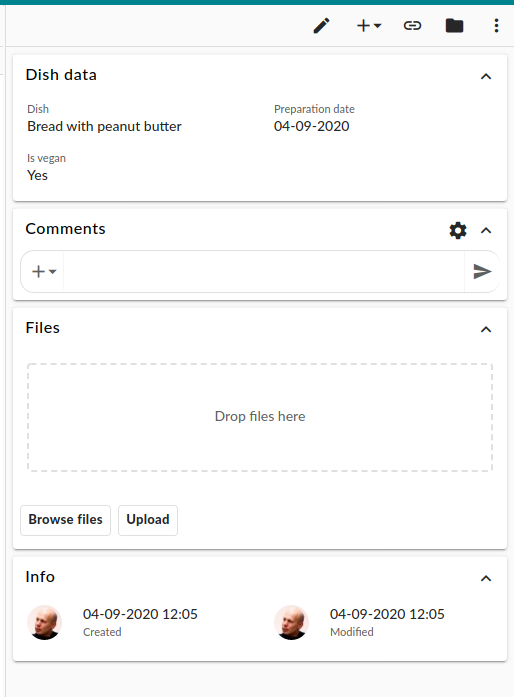 Dish data
Dish
Preparation date
Bread with peanut butter
04-09-2020
Is vegan
Yes
Comments
Files
Drop files here
Browse files
Upload
Info
04-09-2020 12:05
04-09-2020 12:05
Created
Modified